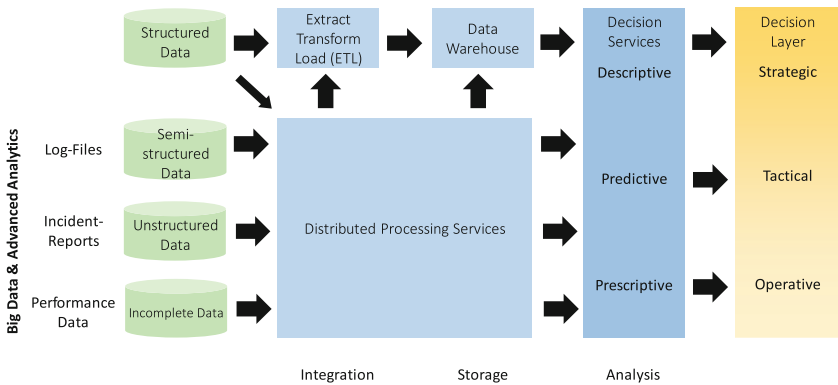 Structured
Data
Extract
Transform
Load (ETL)
Data
Warehouse
Decision
Services
Decision
Layer
Descriptive
Strategic
Big Data & Advanced Analytics
Log-Files
Semi-
structured
Data
Predictive
Tactical
Incident-
Reports
Unstructured
Data
Distributed Processing Services
Performance
Data
Incomplete Data
Prescriptive
Operative
Integration
Storage
Analysis